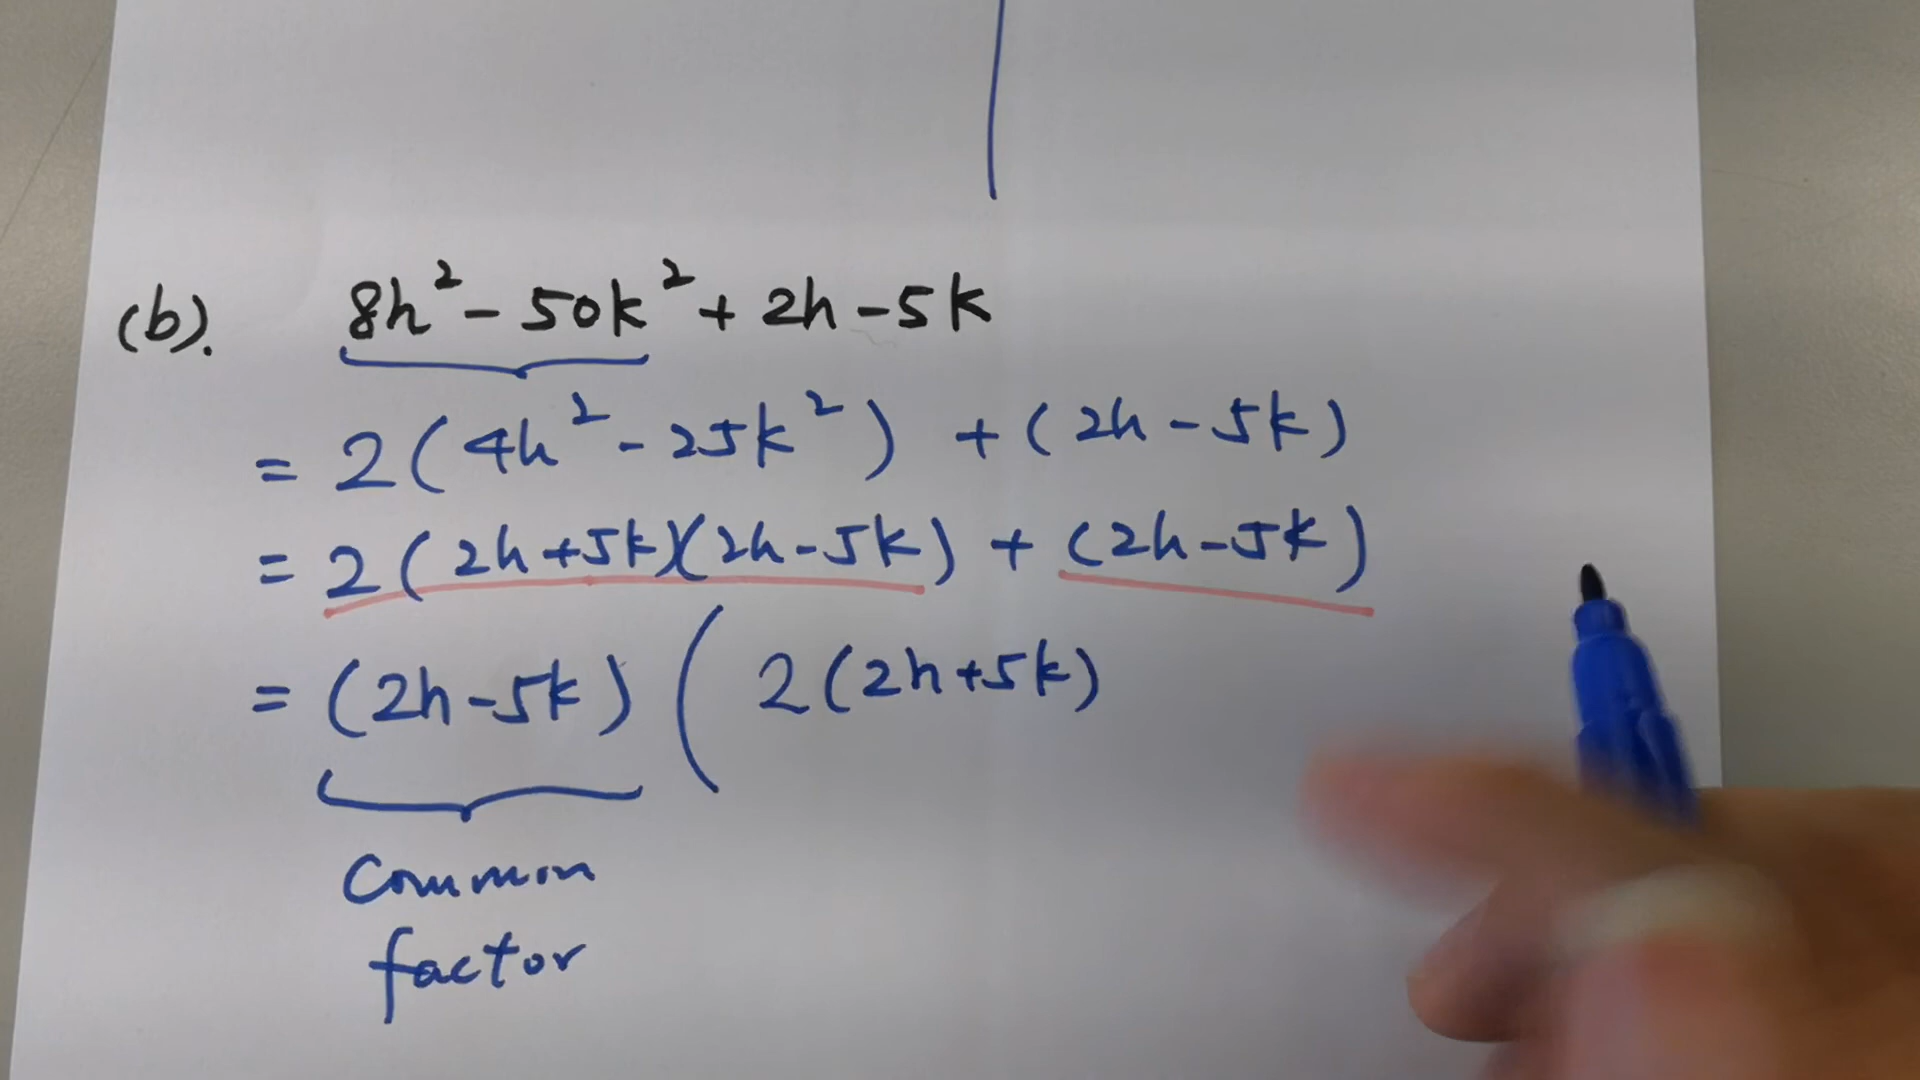 (b). 8h² - 50k² + 2h - 5k
= 2(4h² - 25k²) + (2h - 5k)
= 2(2h+5k)(2h-5k) + (2h-5k)
= (2h-5k)( 2(2h+5k)
Common
factor